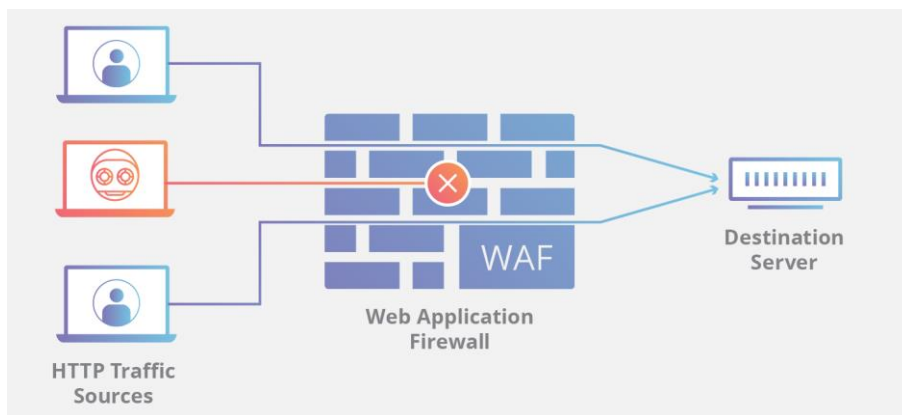 WAF
Web Application
Firewall
Destination
Server
HTTP Traffic
Sources